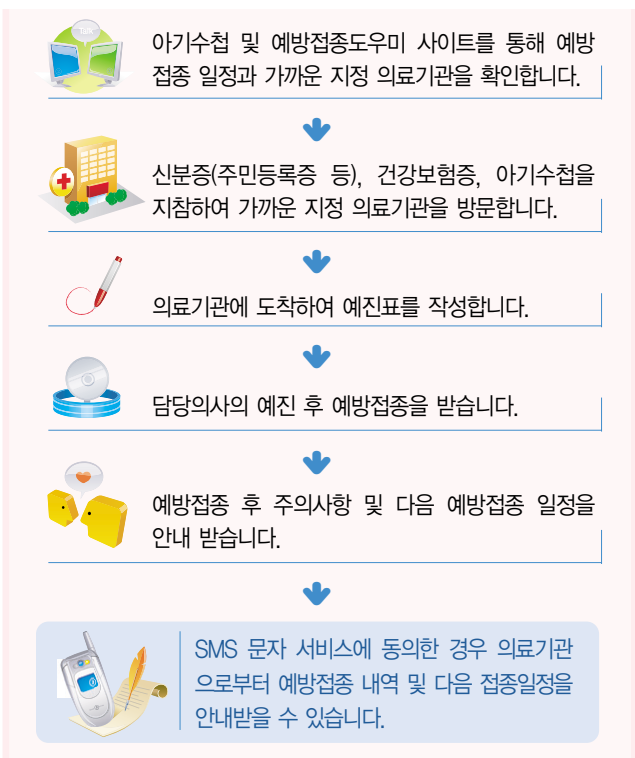 아기수첩 및 예방접종도우미 사이트를 통해 예방
접종 일정과 가까운 지정 의료기관을 확인합니다.
신분증(주민등록증 등), 건강보험증, 아기수첩을
지참하여 가까운 지정 의료기관을 방문합니다.
의료기관에 도착하여 예진표를 작성합니다.
담당의사의 예진 후 예방접종을 받습니다.
예방접종 후 주의사항 및 다음 예방접종 일정을
안내 받습니다.
SMS 문자 서비스에 동의한 경우 의료기관
으로부터 예방접종 내역 및 다음 접종일정을
안내받을 수 있습니다.